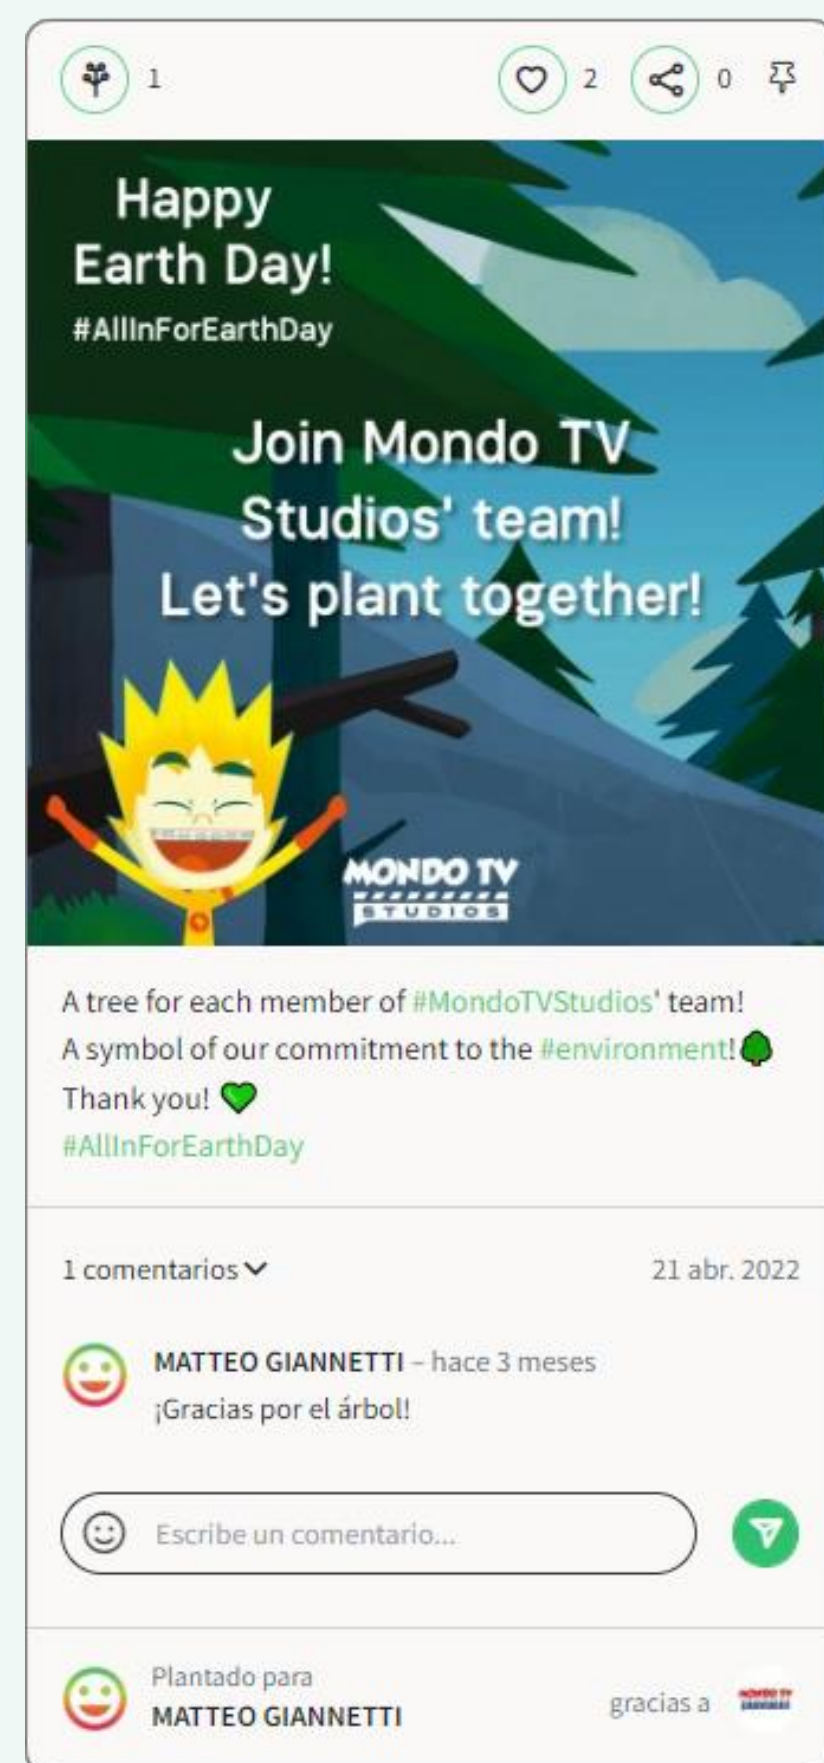 1
2
0
Happy
Earth Day!
#AllInForEarthDay
Join Mondo TV
Studios' team!
Let's plant together!
MONDO TV
STUDIOS
A tree for each member of #MondoTVStudios' team!
A symbol of our commitment to the #environment!
Thank you!
#AllInForEarthDay
1 comentarios
21 abr. 2022
MATTEO GIANNETTI – hace 3 meses
¡Gracias por el árbol!
Escribe un comentario...
Plantado para
MATTEO GIANNETTI
gracias a
MONDO TV